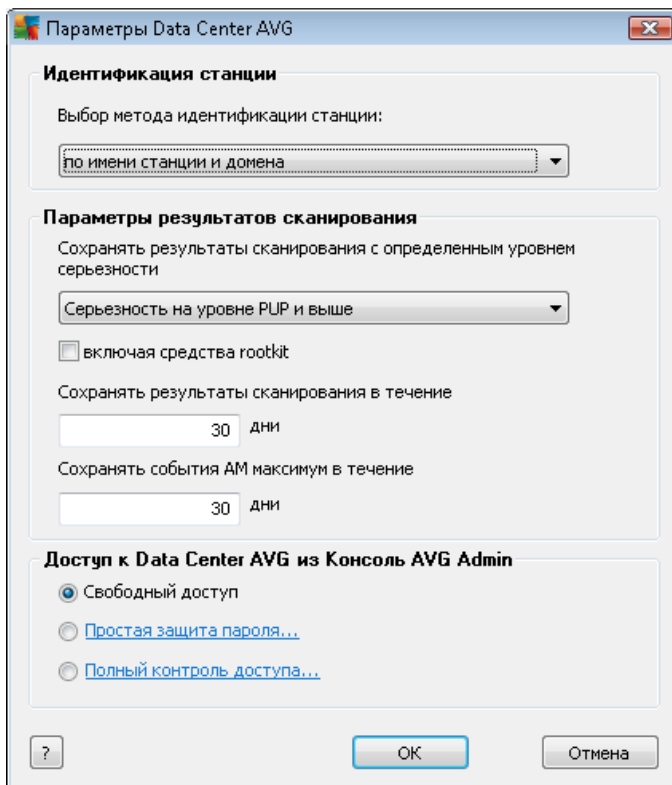 Параметры Data Center AVG
Идентификация станции
Выбор метода идентификации станции:
по имени станции и домена
Параметры результатов сканирования
Сохранять результаты сканирования с определенным уровнем
серьезности
Серьезность на уровне PUP и выше
включая средства rootkit
Сохранять результаты сканирования в течение
30 дни
Сохранять события AM максимум в течение
30 дни
Доступ к Data Center AVG из Консоль AVG Admin
Свободный доступ
Простая защита пароля...
Полный контроль доступа...
? ОК Отмена